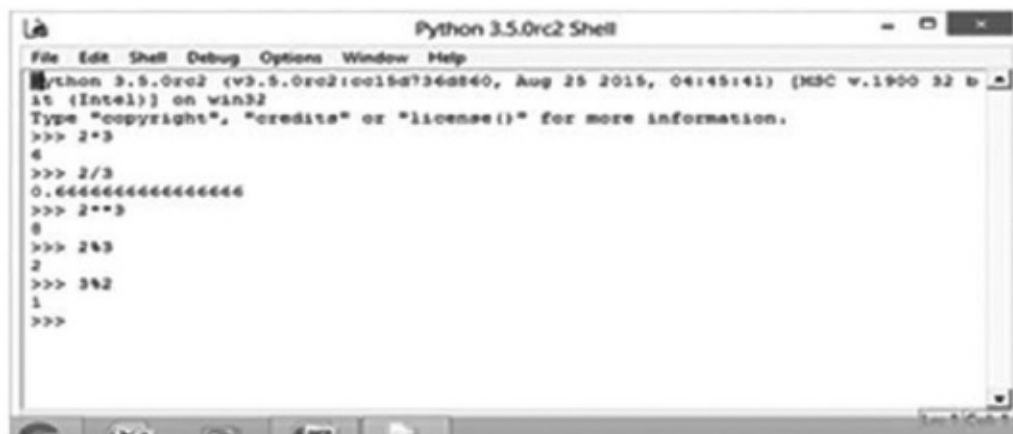 Python 3.5.0rc2 Shell
File Edit Shell Debug Options Window Help
Python 3.5.0rc2 (v3.5.0rc2:cc15d736d860, Aug 25 2015, 04:45:41) [MSC v.1900 32 b
it (Intel)] on win32
Type "copyright", "credits" or "license()" for more information.
>>> 2*3
6
>>> 2/3
0.6666666666666666
>>> 2**3
8
>>> 2%3
2
>>> 3%2
1
>>>